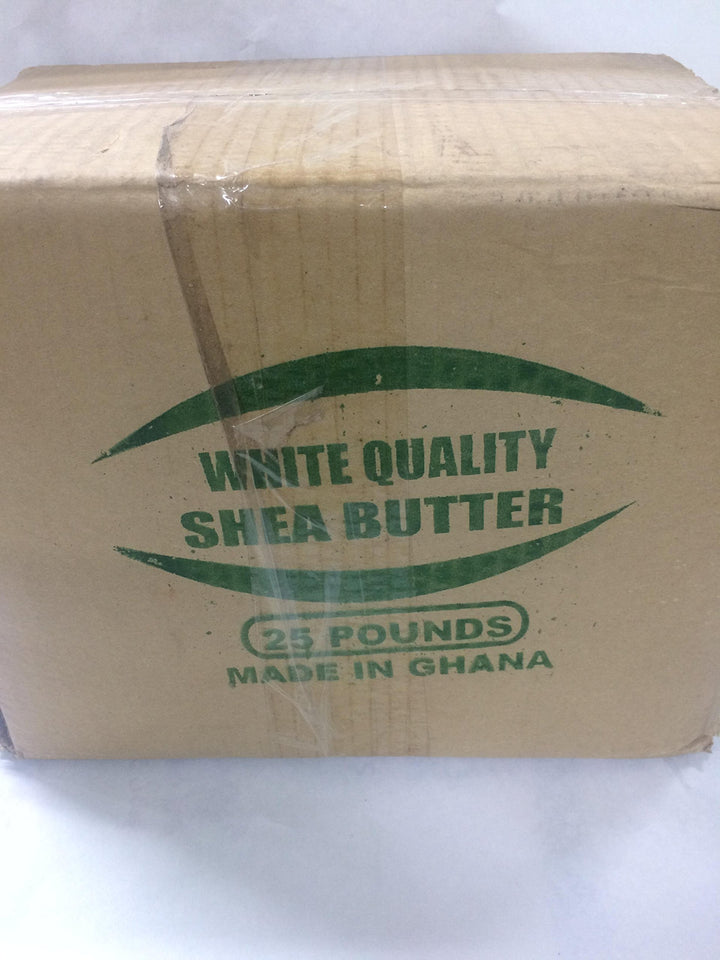 WHITE QUALITY
SHEA BUTTER
25 POUNDS
MADE IN GHANA